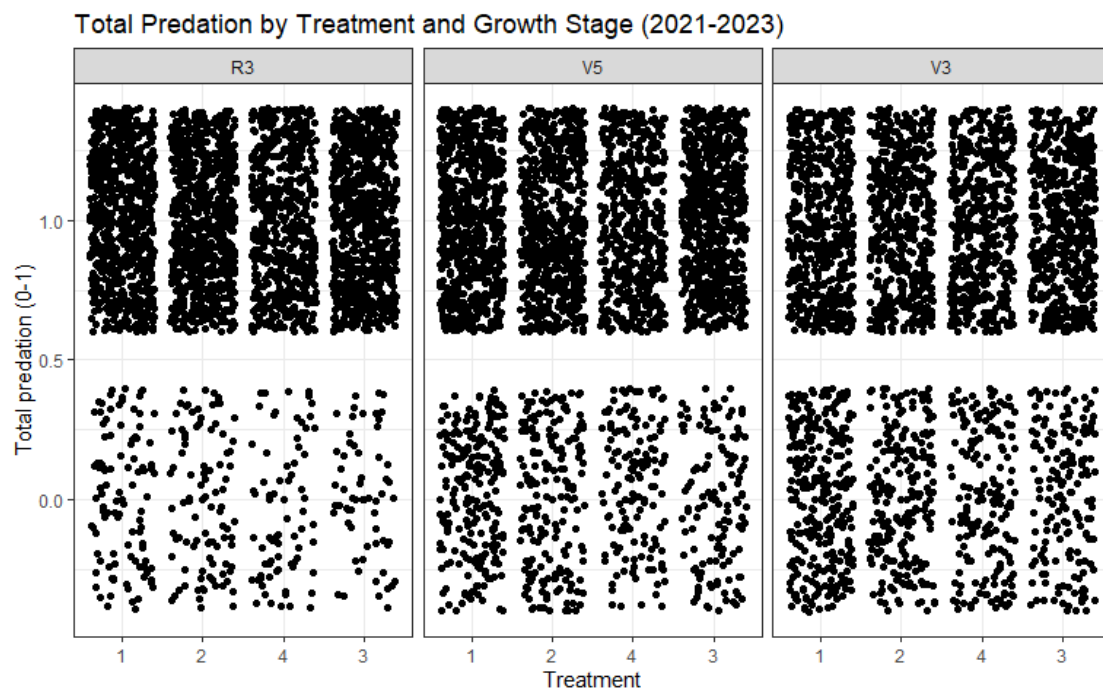 Total Predation by Treatment and Growth Stage (2021-2023)
R3 V5 V3
Total predation (0-1)
1.0
0.5
0.0
1 2 4 3 1 2 4 3 1 2 4 3
Treatment